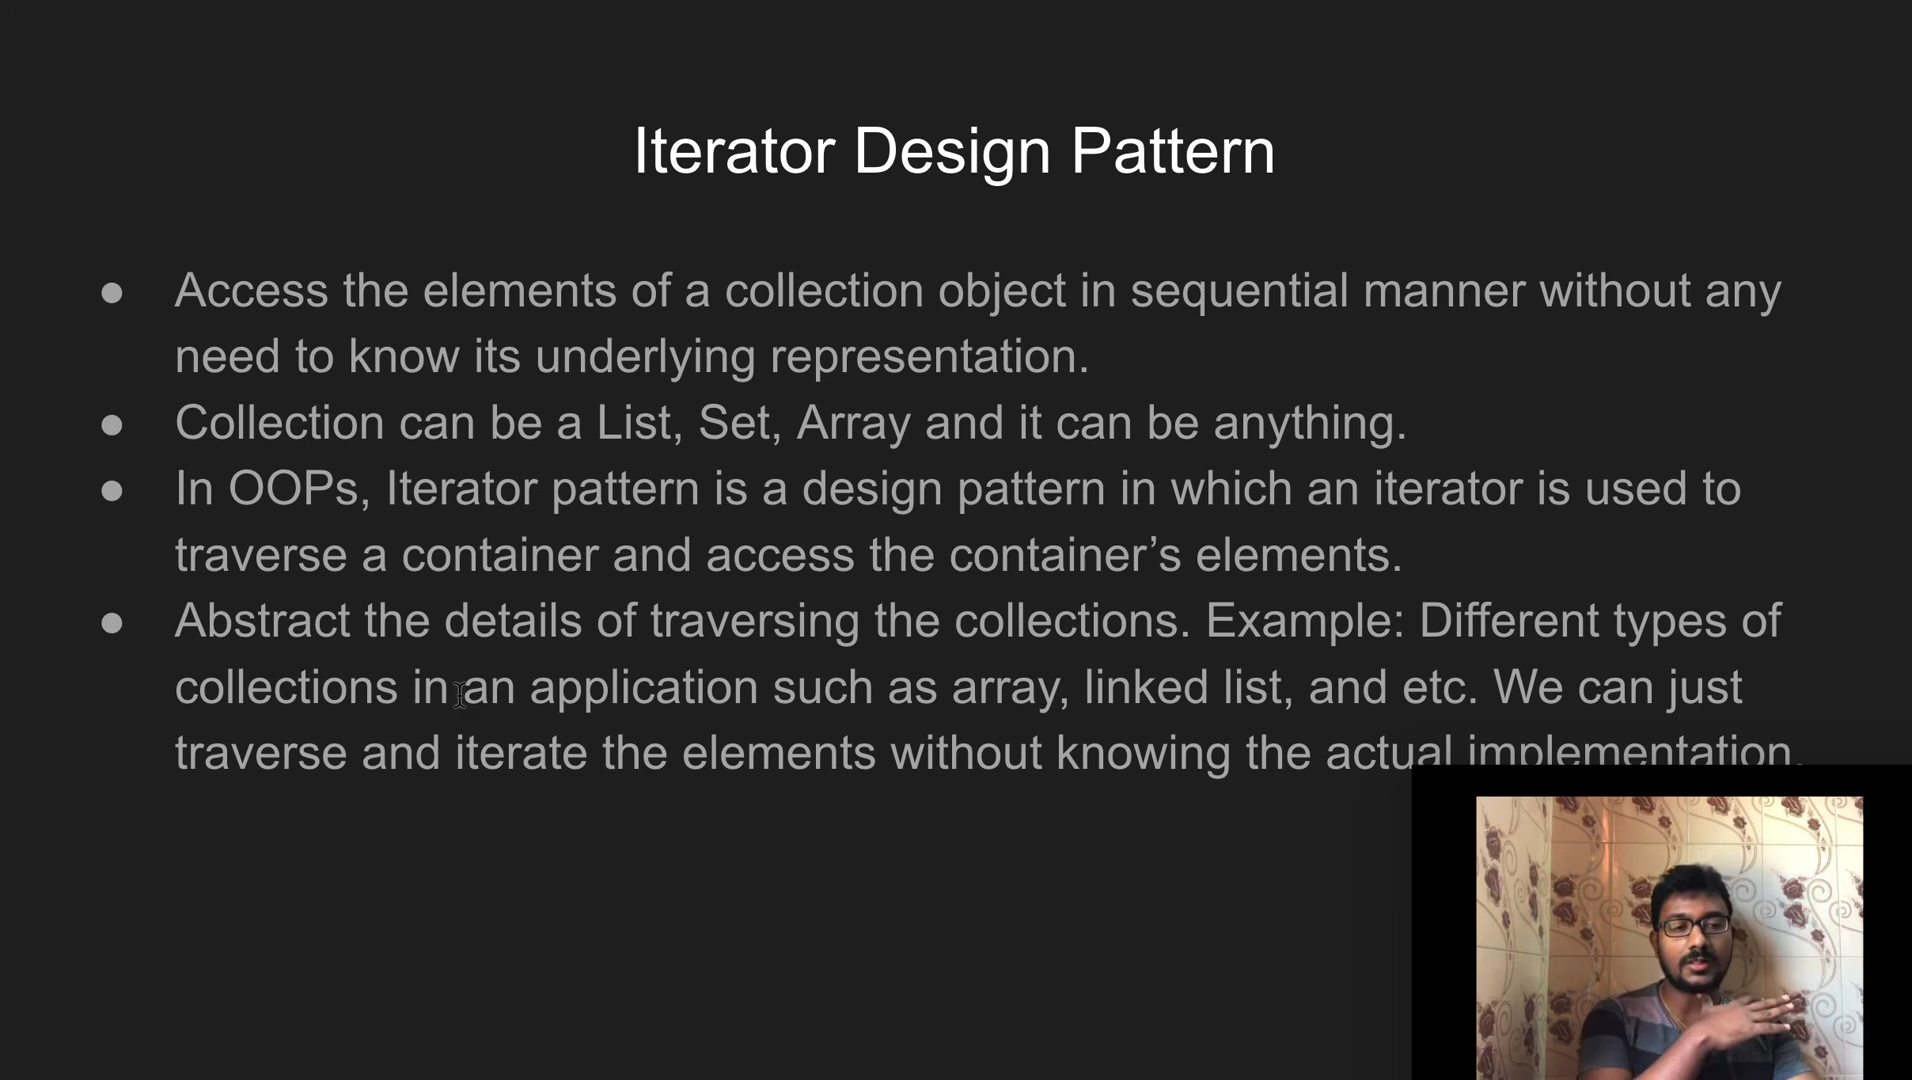 Iterator Design Pattern
● Access the elements of a collection object in sequential manner without any
need to know its underlying representation.
● Collection can be a List, Set, Array and it can be anything.
● In OOPs, Iterator pattern is a design pattern in which an iterator is used to
traverse a container and access the container’s elements.
● Abstract the details of traversing the collections. Example: Different types of
collections in an application such as array, linked list, and etc. We can just
traverse and iterate the elements without knowing the actual implementation.